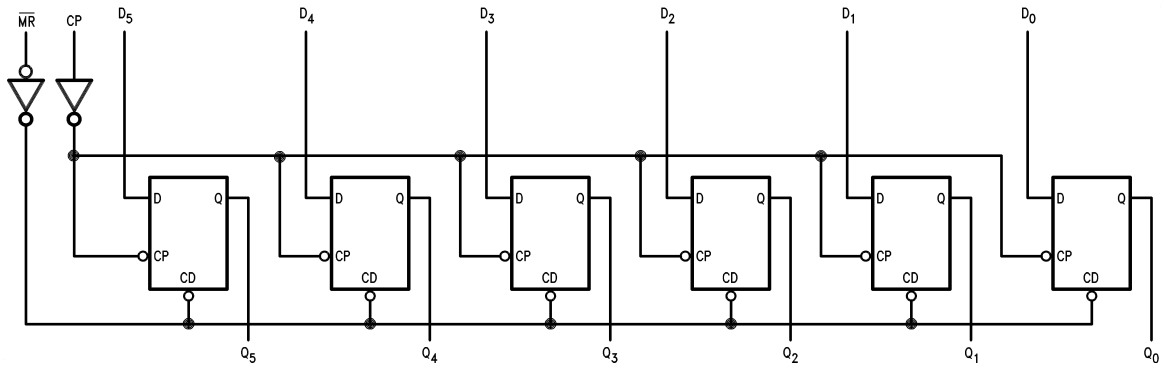 M̅R̅ CP D5 D4 D3 D2 D1 D0
D Q D Q D Q D Q D Q D Q
CP CP CP CP CP CP
CD CD CD CD CD CD
Q5 Q4 Q3 Q2 Q1 Q0